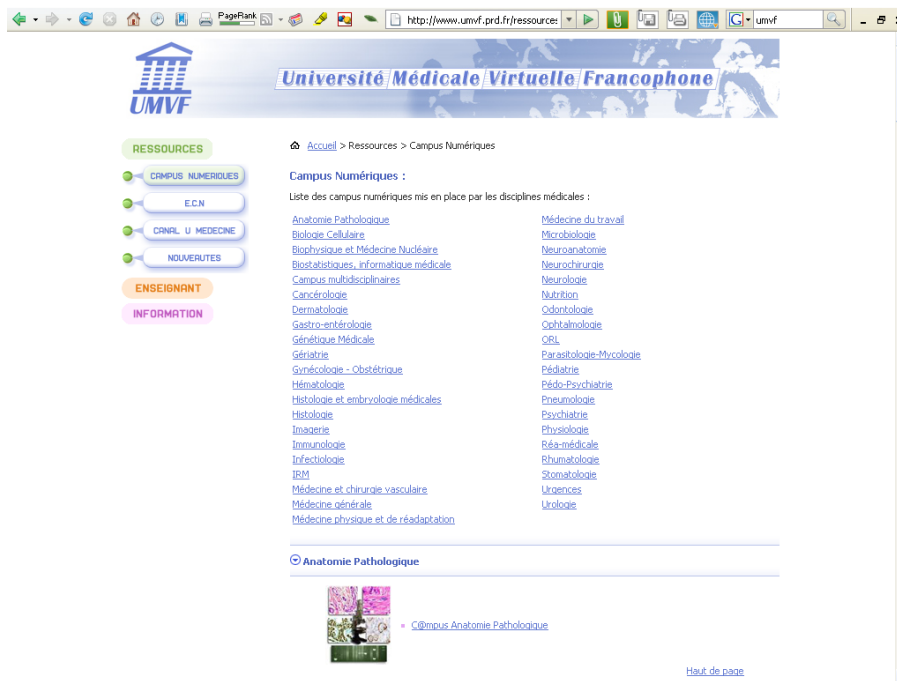 PageRank
http://www.umvf.prd.fr/ressources
G
umvf
Université Médicale Virtuelle Francophone
UMVF
RESSOURCES
CAMPUS NUMERIQUES
E.C.N
CANAL U MEDECINE
NOUVEAUTES
ENSEIGNANT
INFORMATION
Accueil > Ressources > Campus Numériques
Campus Numériques :
Liste des campus numériques mis en place par les disciplines médicales :
Anatomie Pathologique
Biologie Cellulaire
Biophysique et Médecine Nucléaire
Biostatistiques, informatique médicale
Campus multidisciplinaires
Cancérologie
Dermatologie
Gastro-entérologie
Génétique Médicale
Gériatrie
Gynécologie - Obstétrique
Hématologie
Histologie et embryologie médicales
Histologie
Imagerie
Immunologie
Infectiologie
IRM
Médecine et chirurgie vasculaire
Médecine générale
Médecine physique et de réadaptation
Médecine du travail
Microbiologie
Neuroanatomie
Neurochirurgie
Neurologie
Nutrition
Odontologie
Ophtalmologie
ORL
Parasitologie-Mycologie
Pédiatrie
Pédo-Psychiatrie
Pneumologie
Psychiatrie
Physiologie
Réa-médicale
Rhumatologie
Stomatologie
Urgences
Urologie
Anatomie Pathologique
C@mpus Anatomie Pathologique
Haut de page